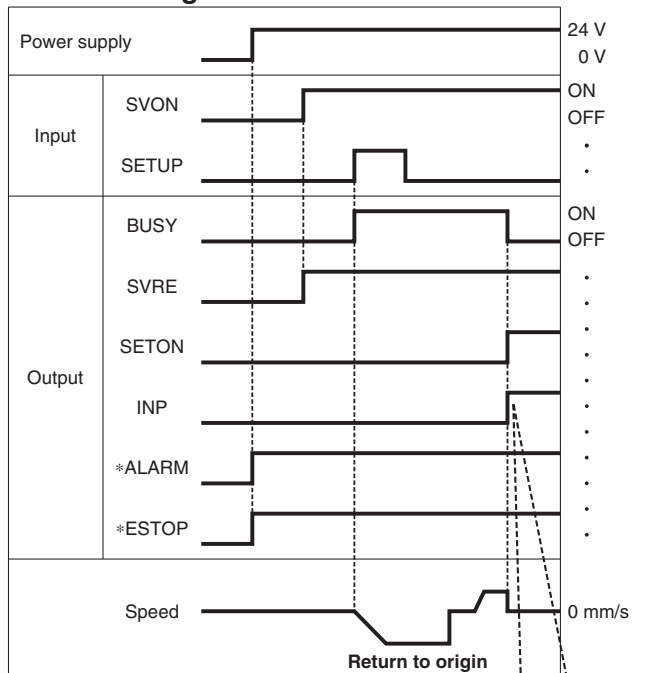 Power supply
24 V
0 V
Input
SVON
ON
OFF
SETUP
Output
BUSY
ON
OFF
SVRE
SETON
INP
*ALARM
*ESTOP
Speed
0 mm/s
Return to origin